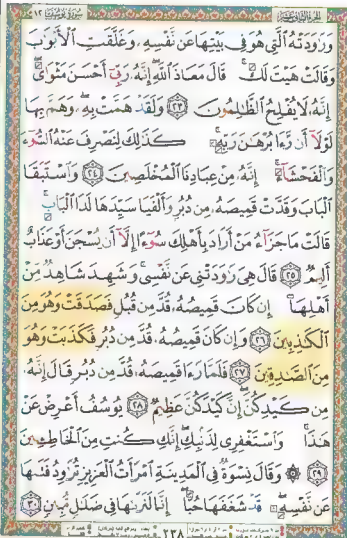 الجزء الثاني عشر سورة يوسف ١٢
وَرَٰوَدَتْهُ ٱلَّتِي هُوَ فِي بَيْتِهَا عَن نَّفْسِهِۦ وَغَلَّقَتِ ٱلْأَبْوَٰبَ
وَقَالَتْ هَيْتَ لَكَ ۚ قَالَ مَعَاذَ ٱللَّهِ ۖ إِنَّهُۥ رَبِّيٓ أَحْسَنَ مَثْوَايَ ۖ
إِنَّهُۥ لَا يُفْلِحُ ٱلظَّٰلِمُونَ ٢٣ وَلَقَدْ هَمَّتْ بِهِۦ ۖ وَهَمَّ بِهَا
لَوْلَآ أَن رَّءَا بُرْهَٰنَ رَبِّهِۦ ۚ كَذَٰلِكَ لِنَصْرِفَ عَنْهُ ٱلسُّوٓءَ
وَٱلْفَحْشَآءَ ۚ إِنَّهُۥ مِنْ عِبَادِنَا ٱلْمُخْلَصِينَ ٢٤ وَٱسْتَبَقَا
ٱلْبَابَ وَقَدَّتْ قَمِيصَهُۥ مِن دُبُرٍ وَأَلْفَيَا سَيِّدَهَا لَدَا ٱلْبَابِ ۚ
قَالَتْ مَا جَزَآءُ مَنْ أَرَادَ بِأَهْلِكَ سُوٓءًا إِلَّآ أَن يُسْجَنَ أَوْ عَذَابٌ
أَلِيمٌ ٢٥ قَالَ هِيَ رَٰوَدَتْنِي عَن نَّفْسِي ۚ وَشَهِدَ شَاهِدٌ مِّنْ
أَهْلِهَآ إِن كَانَ قَمِيصُهُۥ قُدَّ مِن قُبُلٍ فَصَدَقَتْ وَهُوَ مِنَ
ٱلْكَٰذِبِينَ ٢٦ وَإِن كَانَ قَمِيصُهُۥ قُدَّ مِن دُبُرٍ فَكَذَبَتْ وَهُوَ
مِنَ ٱلصَّٰدِقِينَ ٢٧ فَلَمَّا رَءَا قَمِيصَهُۥ قُدَّ مِن دُبُرٍ قَالَ إِنَّهُۥ
مِن كَيْدِكُنَّ ۖ إِنَّ كَيْدَكُنَّ عَظِيمٌ ٢٨ يُوسُفُ أَعْرِضْ عَنْ
هَٰذَا ۚ وَٱسْتَغْفِرِي لِذَنۢبِكِ ۖ إِنَّكِ كُنتِ مِنَ ٱلْخَاطِـِٔينَ
٢٩ ۞ وَقَالَ نِسْوَةٌ فِي ٱلْمَدِينَةِ ٱمْرَأَتُ ٱلْعَزِيزِ تُرَٰوِدُ فَتَىٰهَا
عَن نَّفْسِهِۦ ۖ قَدْ شَغَفَهَا حُبًّا ۖ إِنَّا لَنَرَىٰهَا فِي ضَلَٰلٍ مُّبِينٍ ٣٠
٢٣٨